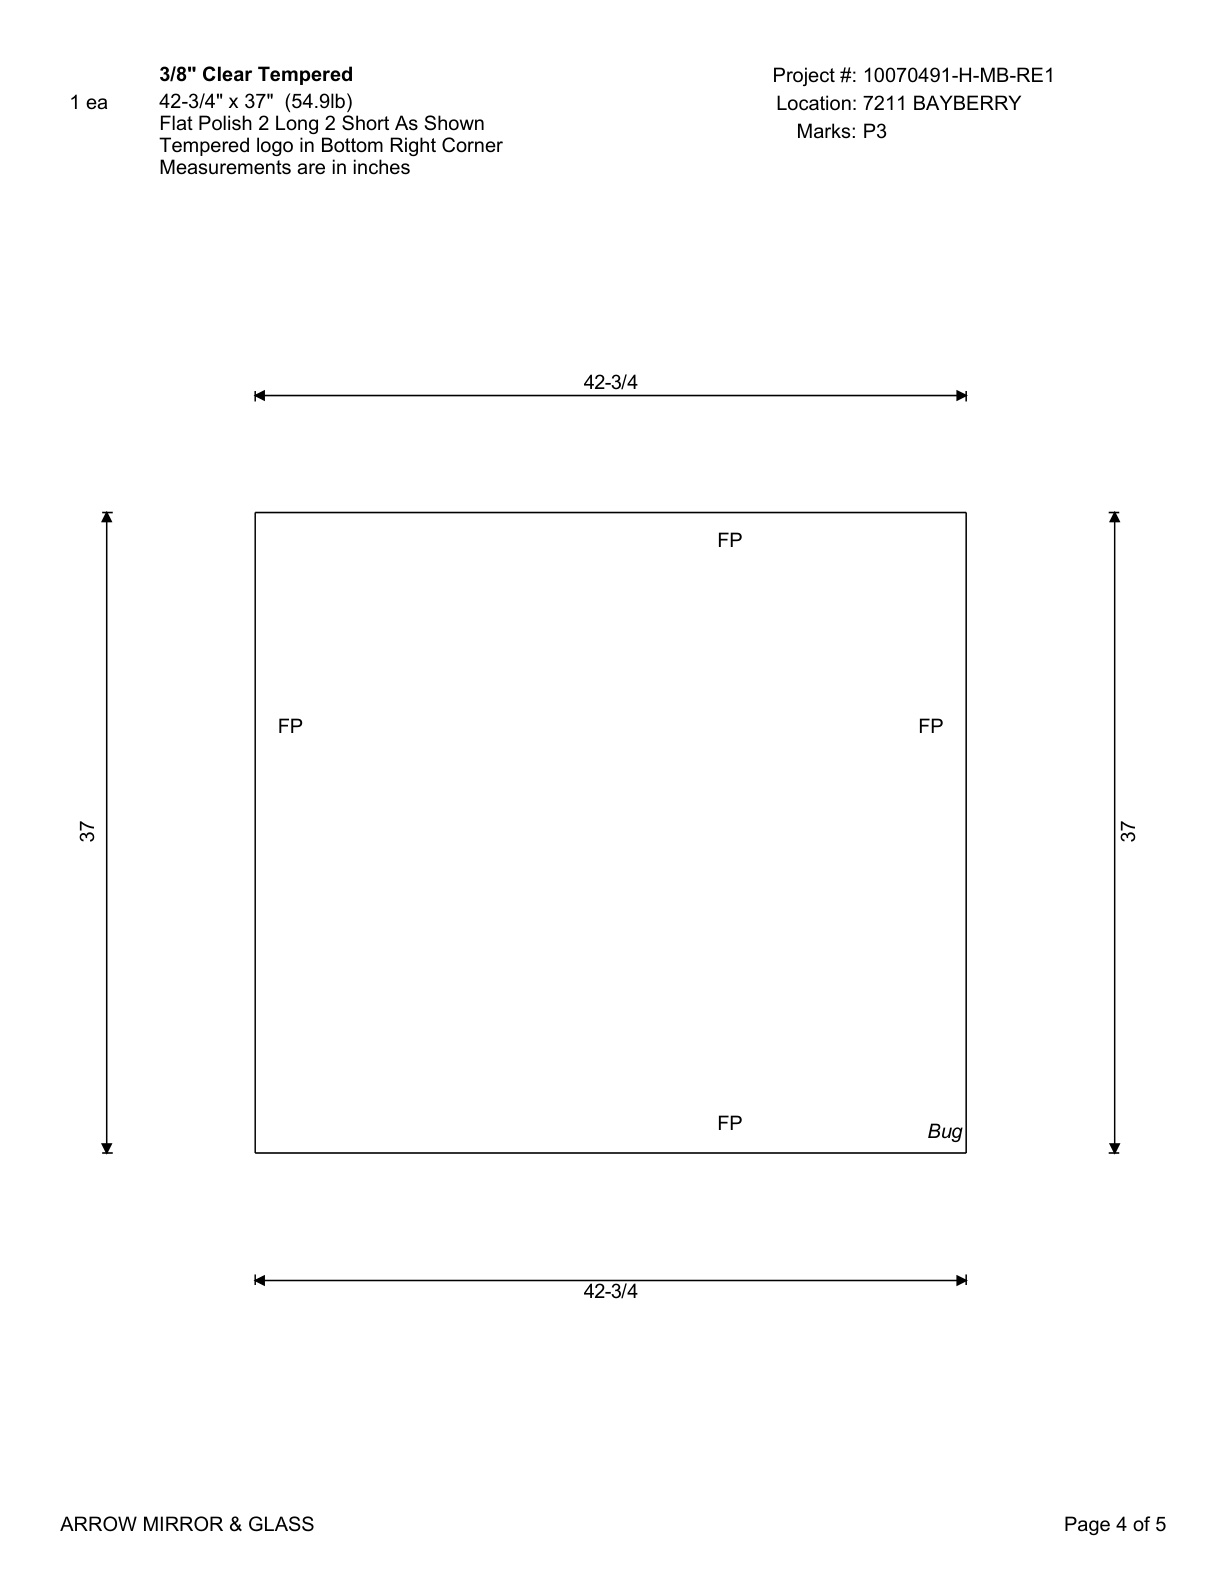 3/8" Clear Tempered
1 ea
42-3/4" x 37"  (54.9lb)
Flat Polish 2 Long 2 Short As Shown
Tempered logo in Bottom Right Corner
Measurements are in inches
Project #: 10070491-H-MB-RE1
Location: 7211 BAYBERRY
Marks: P3
42-3/4
FP
FP
FP
37
37
FP
Bug
42-3/4
ARROW MIRROR & GLASS
Page 4 of 5